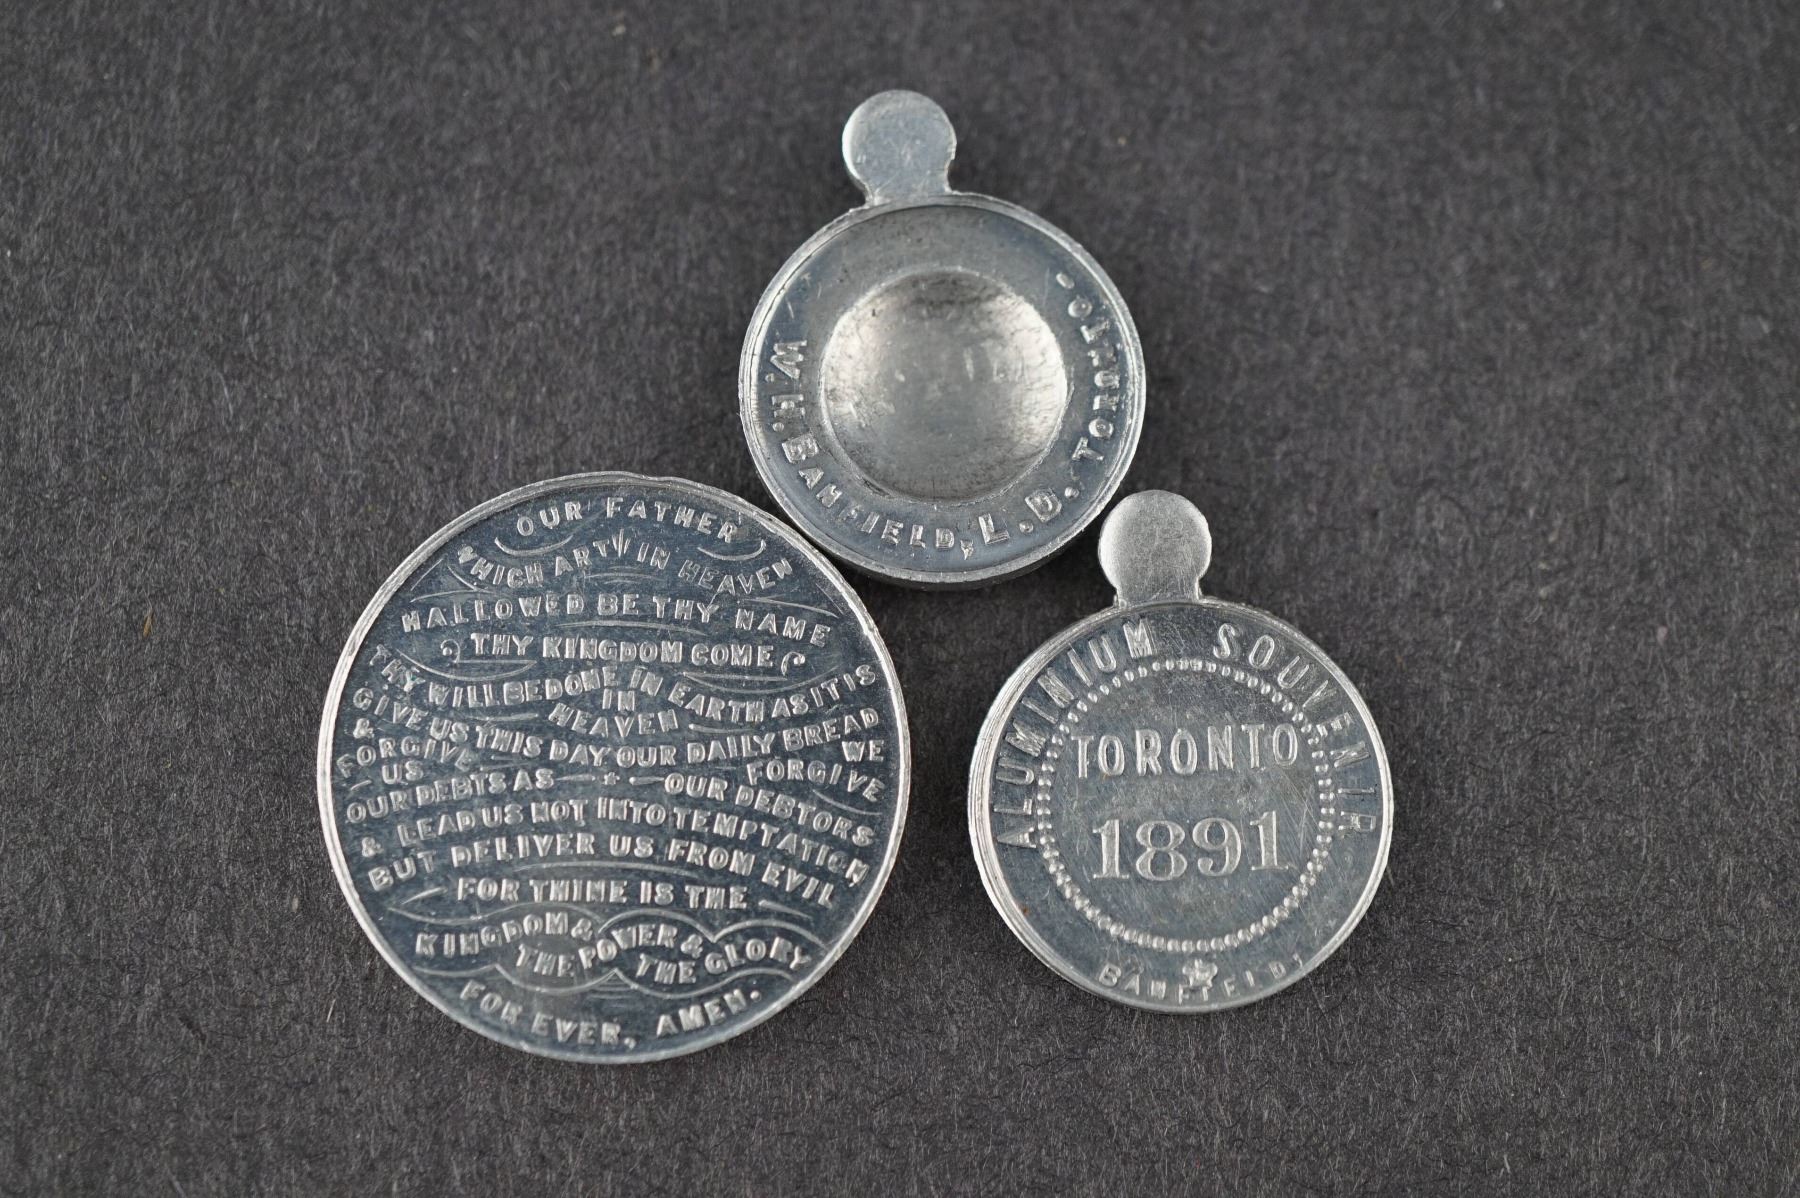 W. H. BANFIELD, L. D. TORONTO.
OUR FATHER
WHICH ART IN HEAVEN
HALLOWED BE THY NAME
THY KINGDOM COME
THY WILL BE DONE IN EARTH AS IT IS
IN
HEAVEN
GIVE US THIS DAY OUR DAILY BREAD
& FORGIVE US OUR DEBTS AS WE FORGIVE OUR DEBTORS
& LEAD US NOT INTO TEMPTATION
BUT DELIVER US FROM EVIL
FOR THINE IS THE
KINGDOM &
THE POWER &
THE GLORY
FOR EVER, AMEN.
ALUMINIUM SOUVENIR
TORONTO
1891
BANFIELD